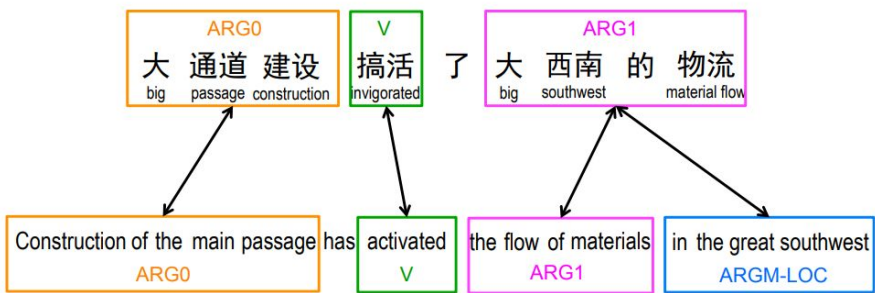 ARG0 V ARG1
大 通道 建设 搞活 了 大 西南 的 物流
big passage construction invigorated big southwest material flow
Construction of the main passage has activated the flow of materials in the great southwest
ARG0 V ARG1 ARGM-LOC